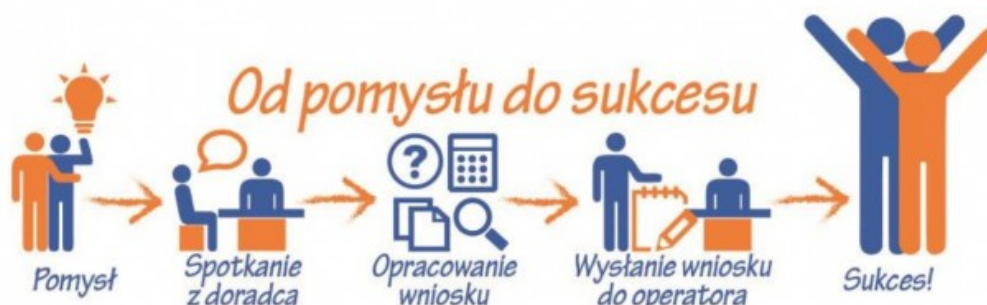 Od pomysłu do sukcesu
Pomysł
Spotkanie
z doradcą
Opracowanie
wniosku
Wysłanie wniosku
do operatora
Sukces!